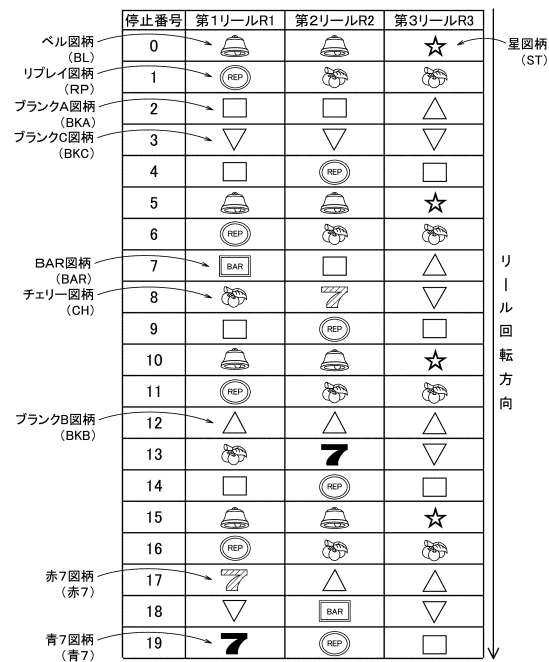 停止番号 第1リールR1 第2リールR2 第3リールR3
ベル図柄
(BL)
0
星図柄
(ST)
リプレイ図柄
(RP)
1 REP
ブランクA図柄
(BKA)
2
ブランクC図柄
(BKC)
3
4 REP
5
6 REP
BAR図柄
(BAR)
7 BAR
チェリー図柄
(CH)
8 7
9 REP
10
11 REP
ブランクB図柄
(BKB)
12
13 7
14 REP
15
16 REP
赤7図柄
(赤7)
17 7
18 BAR
青7図柄
(青7)
19 7 REP
リール回転方向